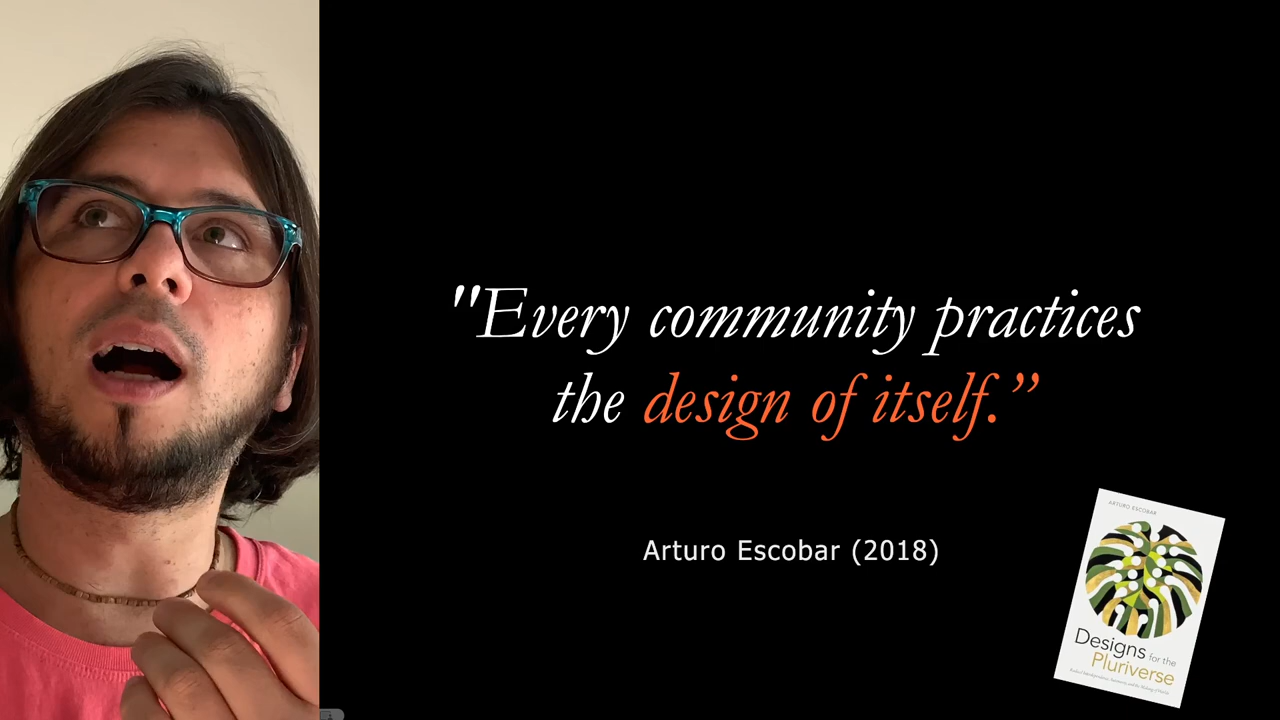 "Every community practices
the design of itself.”
Arturo Escobar (2018)
ARTURO ESCOBAR
Designs for the
Pluriverse